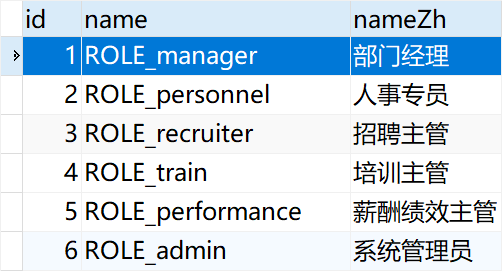 id name nameZh
1 ROLE_manager 部门经理
2 ROLE_personnel 人事专员
3 ROLE_recruiter 招聘主管
4 ROLE_train 培训主管
5 ROLE_performance 薪酬绩效主管
6 ROLE_admin 系统管理员